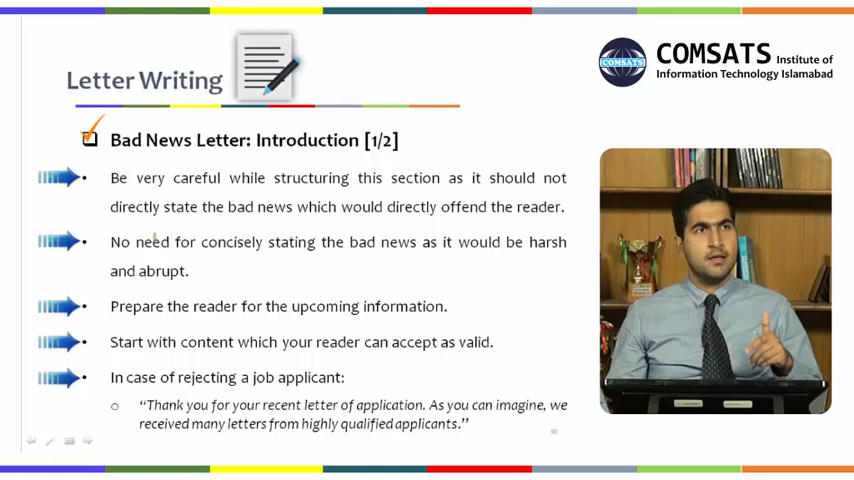 COMSATS Institute of
Information Technology Islamabad
COMSATS
Letter Writing
Bad News Letter: Introduction [1/2]
• Be very careful while structuring this section as it should not
directly state the bad news which would directly offend the reader.
• No need for concisely stating the bad news as it would be harsh
and abrupt.
• Prepare the reader for the upcoming information.
• Start with content which your reader can accept as valid.
• In case of rejecting a job applicant:
o “Thank you for your recent letter of application. As you can imagine, we
received many letters from highly qualified applicants.”